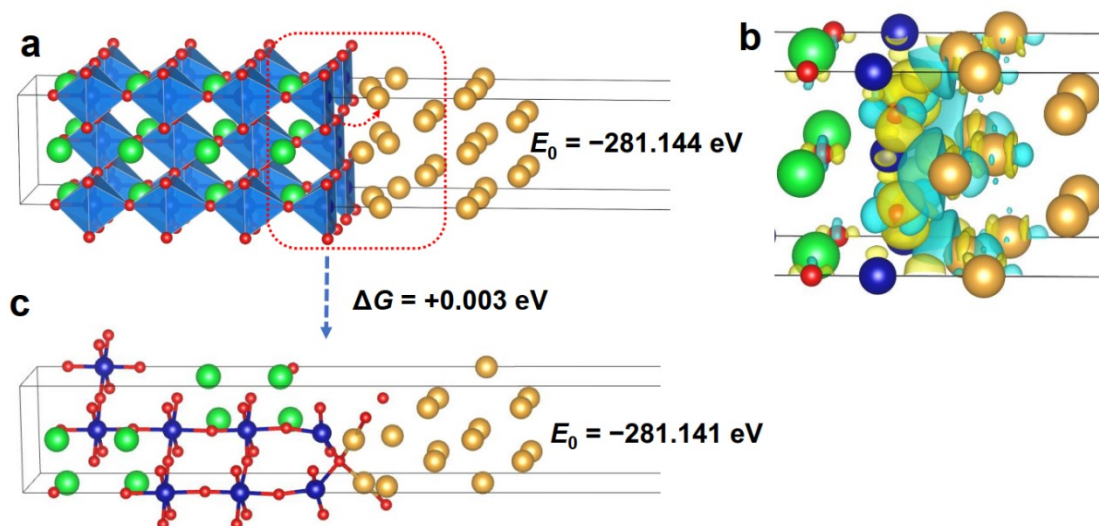 a
b
E₀ = −281.144 eV
ΔG = +0.003 eV
c
E₀ = −281.141 eV